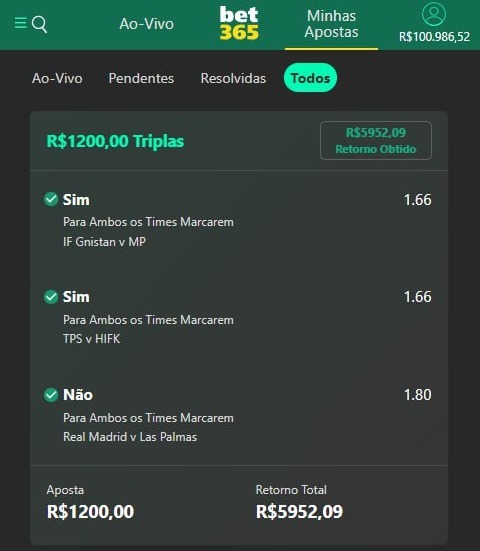 Ao-Vivo
bet
365
Minhas
Apostas
R$100.986,52
Ao-Vivo Pendentes Resolvidas Todos
R$1200,00 Triplas
R$5952,09
Retorno Obtido
Sim 1.66
Para Ambos os Times Marcarem
IF Gnistan v MP
Sim 1.66
Para Ambos os Times Marcarem
TPS v HIFK
Não 1.80
Para Ambos os Times Marcarem
Real Madrid v Las Palmas
Aposta Retorno Total
R$1200,00 R$5952,09